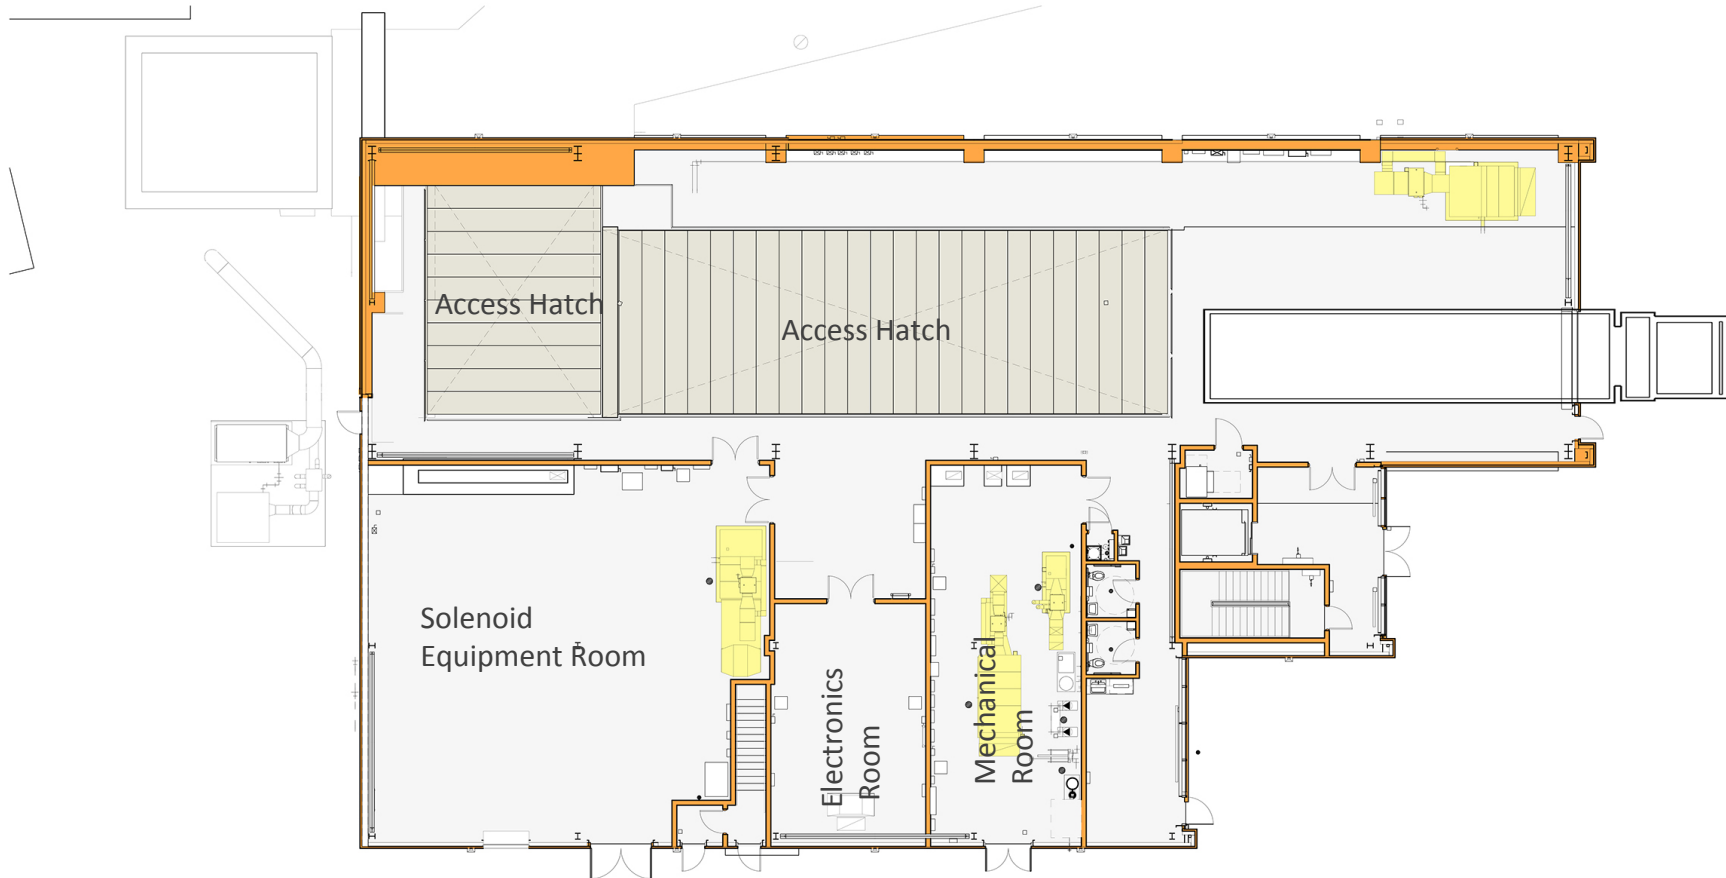 Access Hatch
Access Hatch
Solenoid
Equipment Room
Electronics
Room
Mechanical
Room